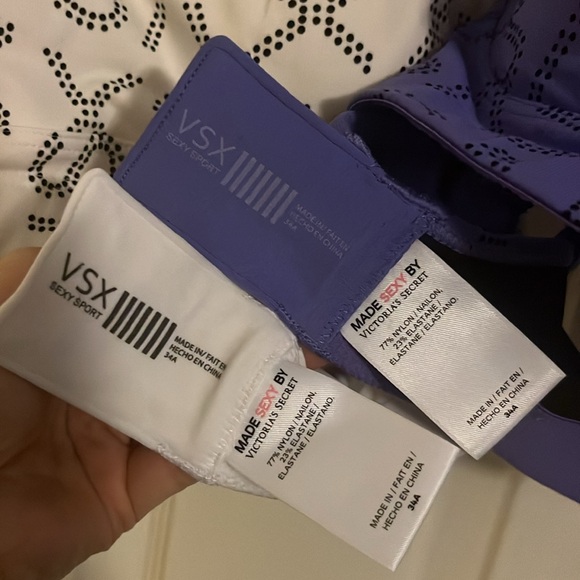 VSX
SEXY SPORT
MADE IN/ FAIT EN
HECHO EN CHINA
34A
MADE SEXY BY
VICTORIA'S SECRET
77% NYLON / NAILON.
23% ELASTANE /
ÉLASTANE / ELASTANO.
MADE IN / FAIT EN /
HECHO EN CHINA
34A
VSX
SEXY SPORT
MADE IN/ FAIT EN
HECHO EN CHINA
34A
MADE SEXY BY
VICTORIA'S SECRET
77% NYLON / NAILON.
23% ELASTANE /
ÉLASTANE / ELASTANO.
MADE IN / FAIT EN /
HECHO EN CHINA
34A